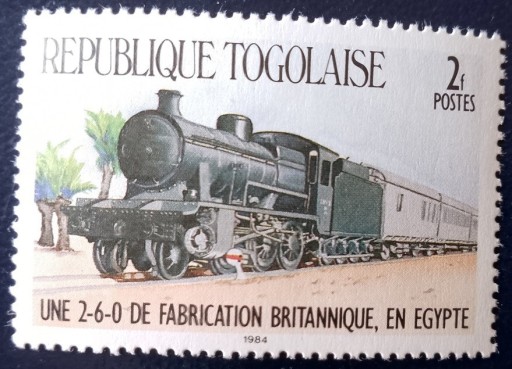 REPUBLIQUE TOGOLAISE
2f
POSTES
UNE 2-6-0 DE FABRICATION BRITANNIQUE, EN EGYPTE
1984